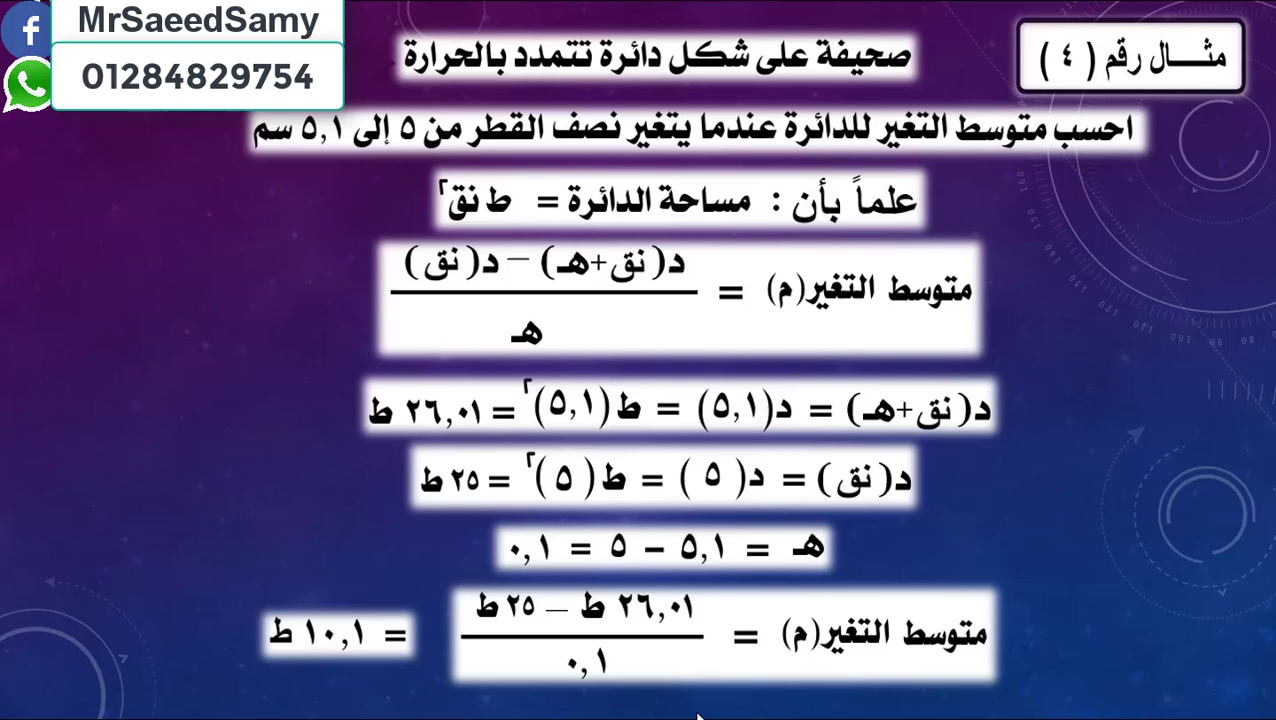 MrSaeedSamy
01284829754
مثـــــال رقم ( ٤ )
صحيفة على شكل دائرة تتمدد بالحرارة
احسب متوسط التغير للدائرة عندما يتغير نصف القطر من ٥ إلى ٥,١ سم
علماً بأن : مساحة الدائرة = ط نق٢
متوسط التغير(م) = د( نق+هـ) – د( نق) / هـ
د( نق+هـ) = د(٥,١) = ط(٥,١)٢ = ٢٦,٠١ ط
د( نق) = د( ٥ ) = ط( ٥ )٢ = ٢٥ ط
هـ = ٥,١ – ٥ = ٠,١
متوسط التغير(م) = ٢٦,٠١ ط – ٢٥ ط / ٠,١ = ١٠,١ ط